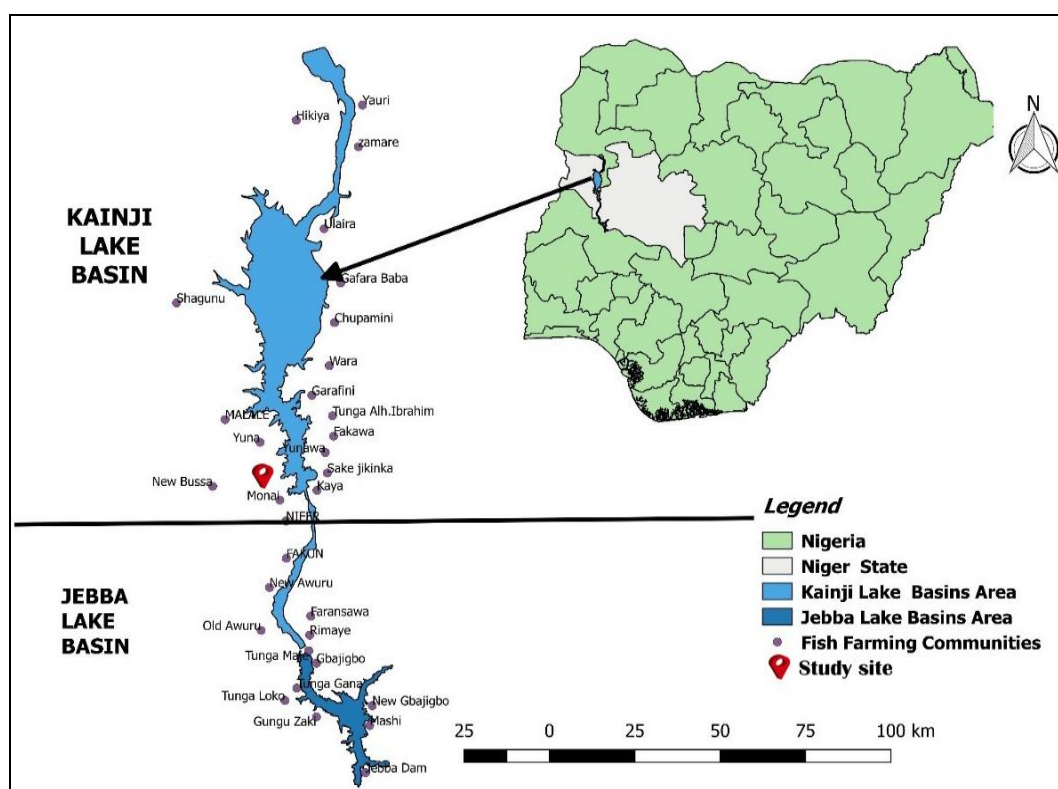 Yauri
Hikiya
zamare
N
KAINJI
LAKE
BASIN
Ulaira
Gafara Baba
Shagunu
Chupamini
Wara
Garafini
MALALE
Tunga Alh.Ibrahim
Yuna
Fakawa
Yunawa
Sake jikinka
New Bussa
Kaya
Monai
NIFFR
FAKUN
New Awuru
JEBBA
LAKE
BASIN
Faransawa
Old Awuru
Rimaye
Tunga Maje
Gbajigbo
Tunga Gana
Tunga Loko
New Gbajigbo
Gungu Zaki
Mashi
Jebba Dam
Legend
Nigeria
Niger State
Kainji Lake Basins Area
Jebba Lake Basins Area
Fish Farming Communities
Study site
25 0 25 50 75 100 km